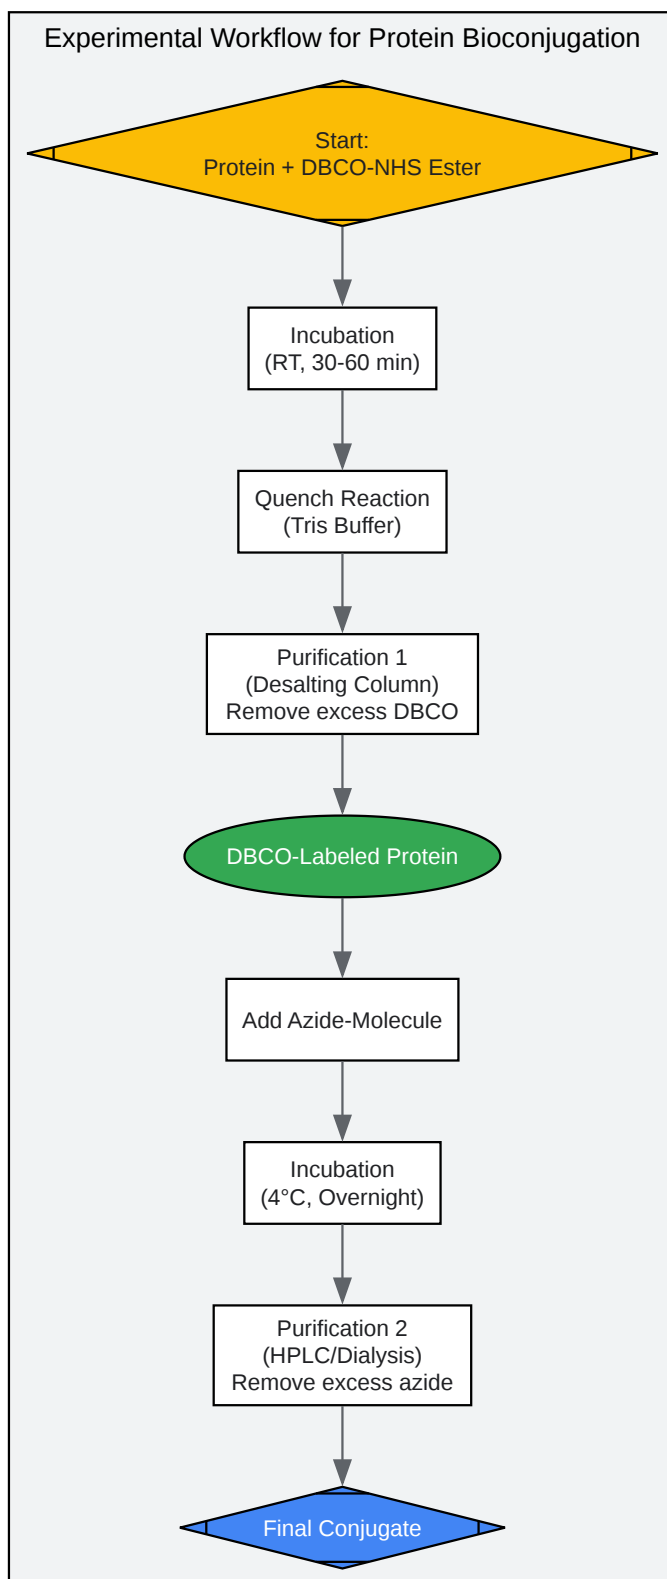 Experimental Workflow for Protein Bioconjugation
Start:
Protein + DBCO-NHS Ester
Incubation
(RT, 30-60 min)
Quench Reaction
(Tris Buffer)
Purification 1
(Desalting Column)
Remove excess DBCO
DBCO-Labeled Protein
Add Azide-Molecule
Incubation
(4°C, Overnight)
Purification 2
(HPLC/Dialysis)
Remove excess azide
Final Conjugate